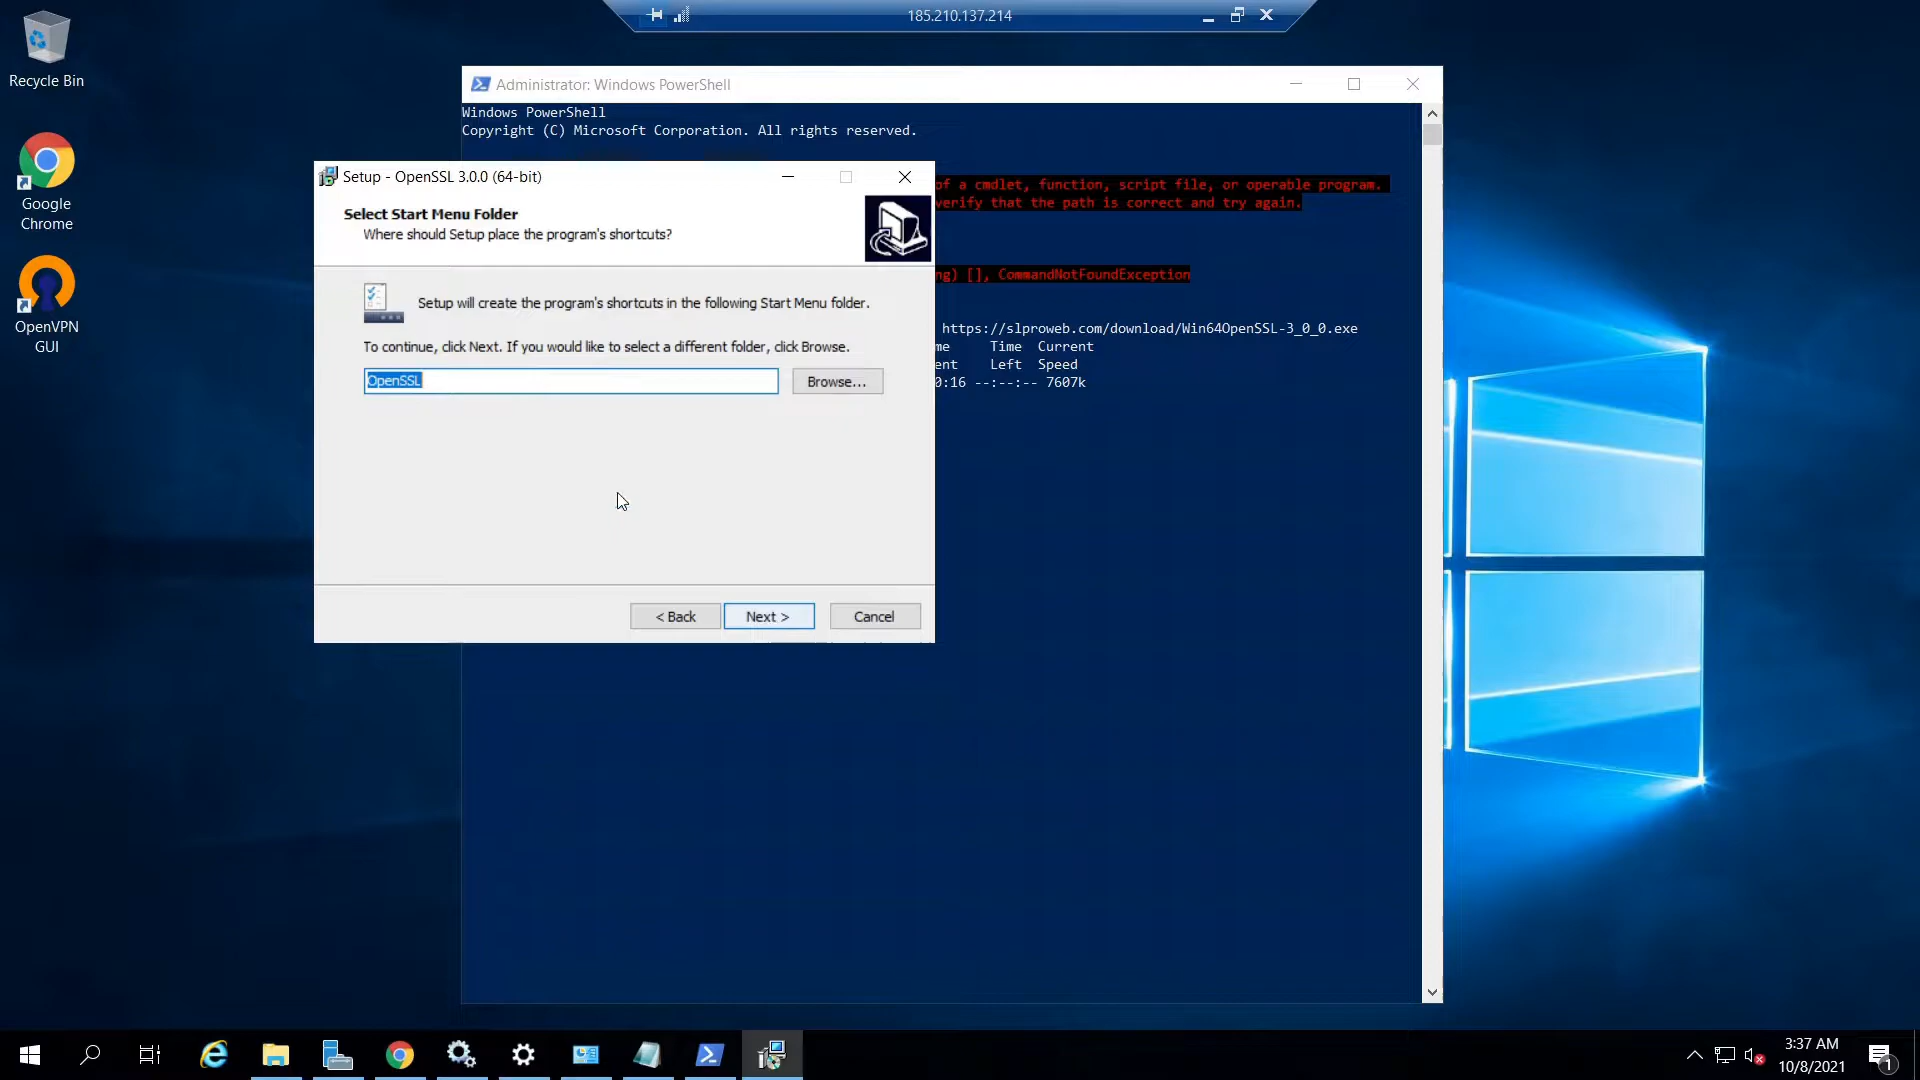 185.210.137.214
Recycle Bin
Google
Chrome
OpenVPN
GUI
Administrator: Windows PowerShell
Windows PowerShell
Copyright (C) Microsoft Corporation. All rights reserved.
of a cmdlet, function, script file, or operable program.
verify that the path is correct and try again.
ng) [], CommandNotFoundException
https://slproweb.com/download/Win64OpenSSL-3_0_0.exe
me Time Current
ent Left Speed
0:16 --:--:-- 7607k
Setup - OpenSSL 3.0.0 (64-bit)
Select Start Menu Folder
Where should Setup place the program's shortcuts?
Setup will create the program's shortcuts in the following Start Menu folder.
To continue, click Next. If you would like to select a different folder, click Browse.
OpenSSL
Browse...
< Back
Next >
Cancel
3:37 AM
10/8/2021
1